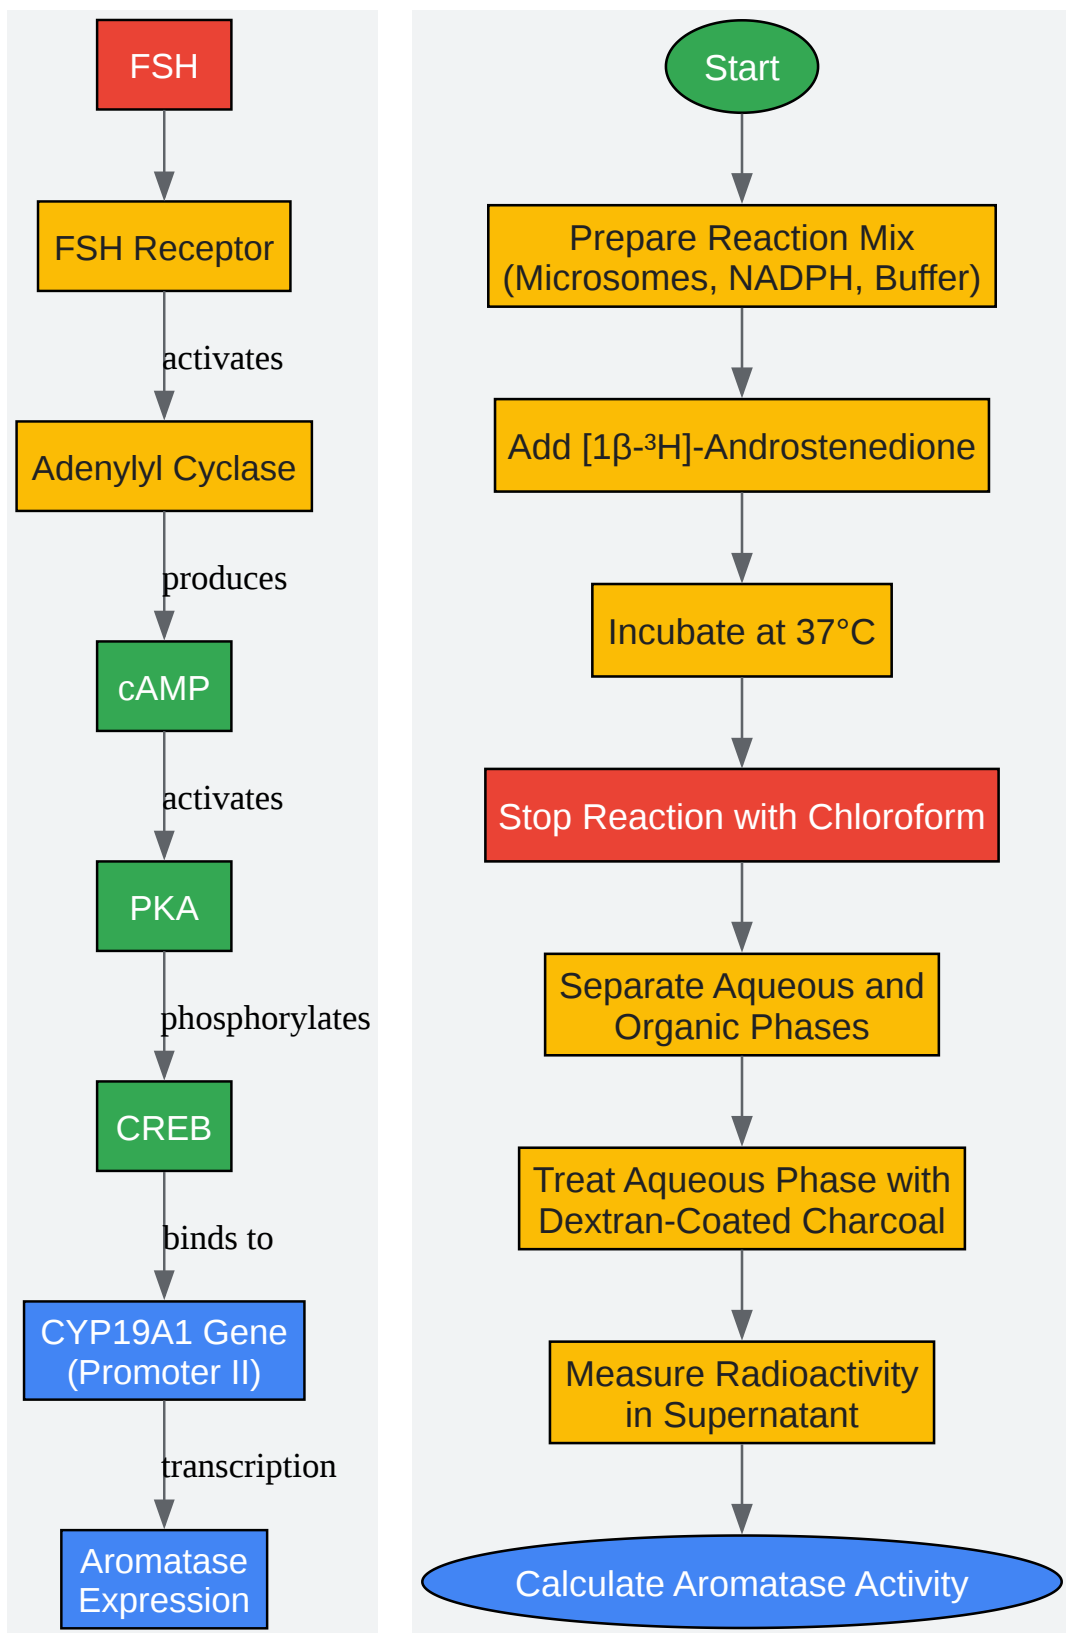 FSH
FSH Receptor
activates
Adenylyl Cyclase
produces
cAMP
activates
PKA
phosphorylates
CREB
binds to
CYP19A1 Gene
(Promoter II)
transcription
Aromatase
Expression
Start
Prepare Reaction Mix
(Microsomes, NADPH, Buffer)
Add [1β-³H]-Androstenedione
Incubate at 37°C
Stop Reaction with Chloroform
Separate Aqueous and
Organic Phases
Treat Aqueous Phase with
Dextran-Coated Charcoal
Measure Radioactivity
in Supernatant
Calculate Aromatase Activity